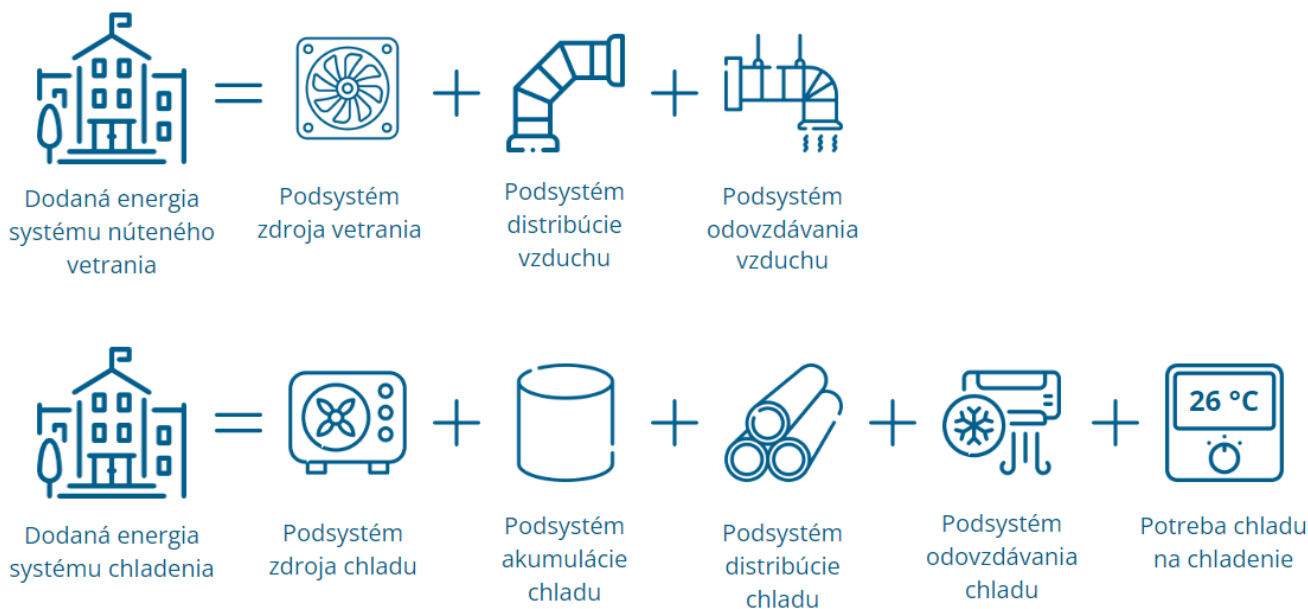 Dodaná energia
systému núteného
vetrania
Podsystém
zdroja vetrania
Podsystém
distribúcie
vzduchu
Podsystém
odovzdávania
vzduchu
26 °C
Dodaná energia
systému chladenia
Podsystém
zdroja chladu
Podsystém
akumulácie
chladu
Podsystém
distribúcie
chladu
Podsystém
odovzdávania
chladu
Potreba chladu
na chladenie